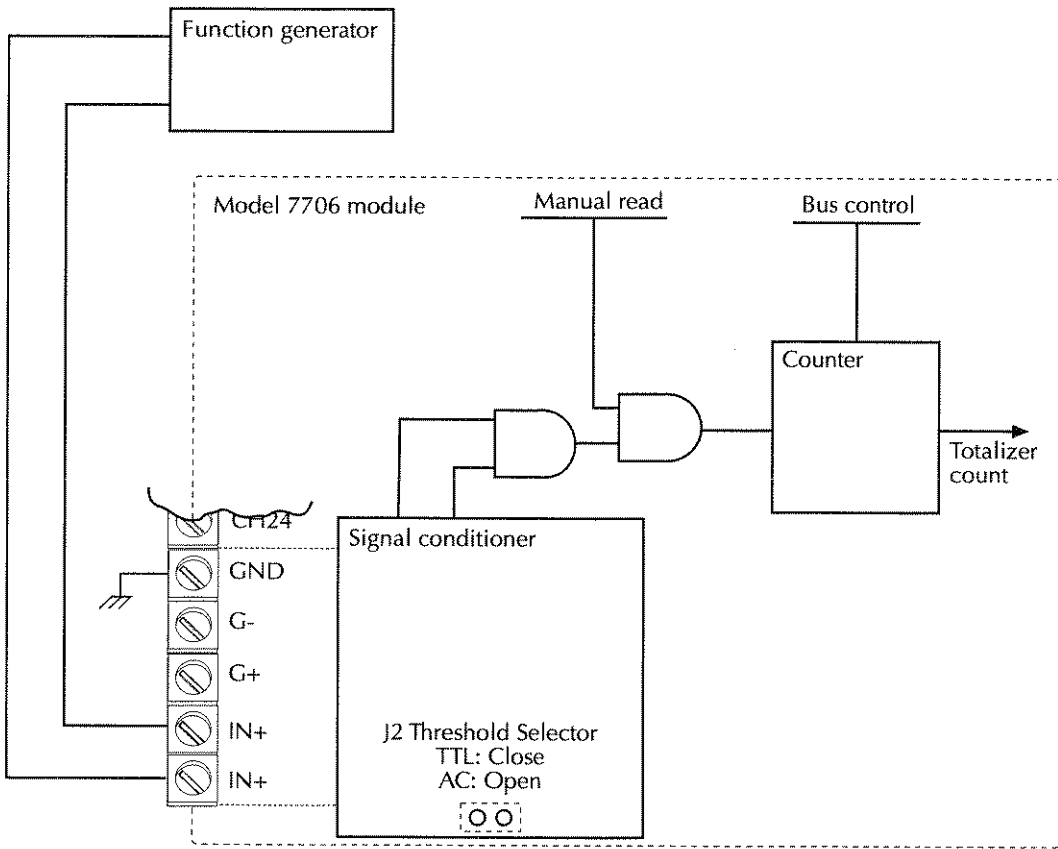 Function generator
Model 7706 module
Manual read
Bus control
Counter
Totalizer
count
CH24
Signal conditioner
GND
G-
G+
IN+
IN+
J2 Threshold Selector
TTL: Close
AC: Open